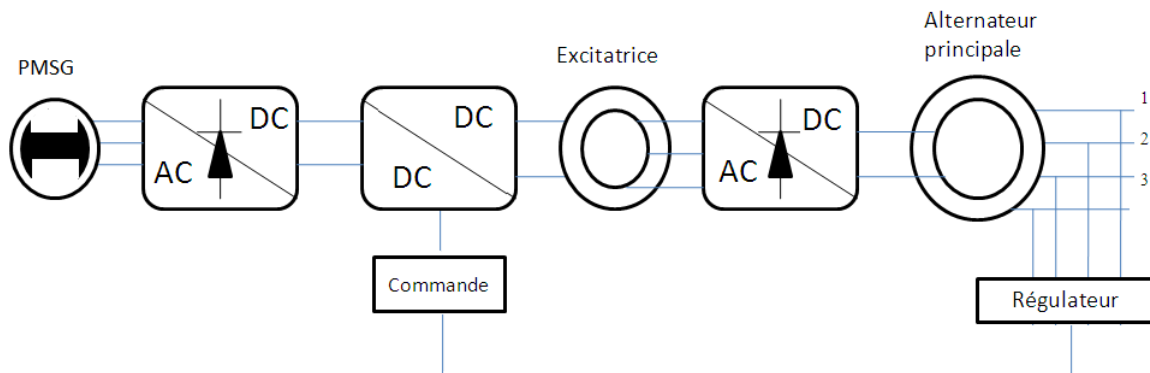 Alternateur
principale
Excitatrice
PMSG
DC
AC
DC
DC
DC
AC
1
2
3
Commande
Régulateur